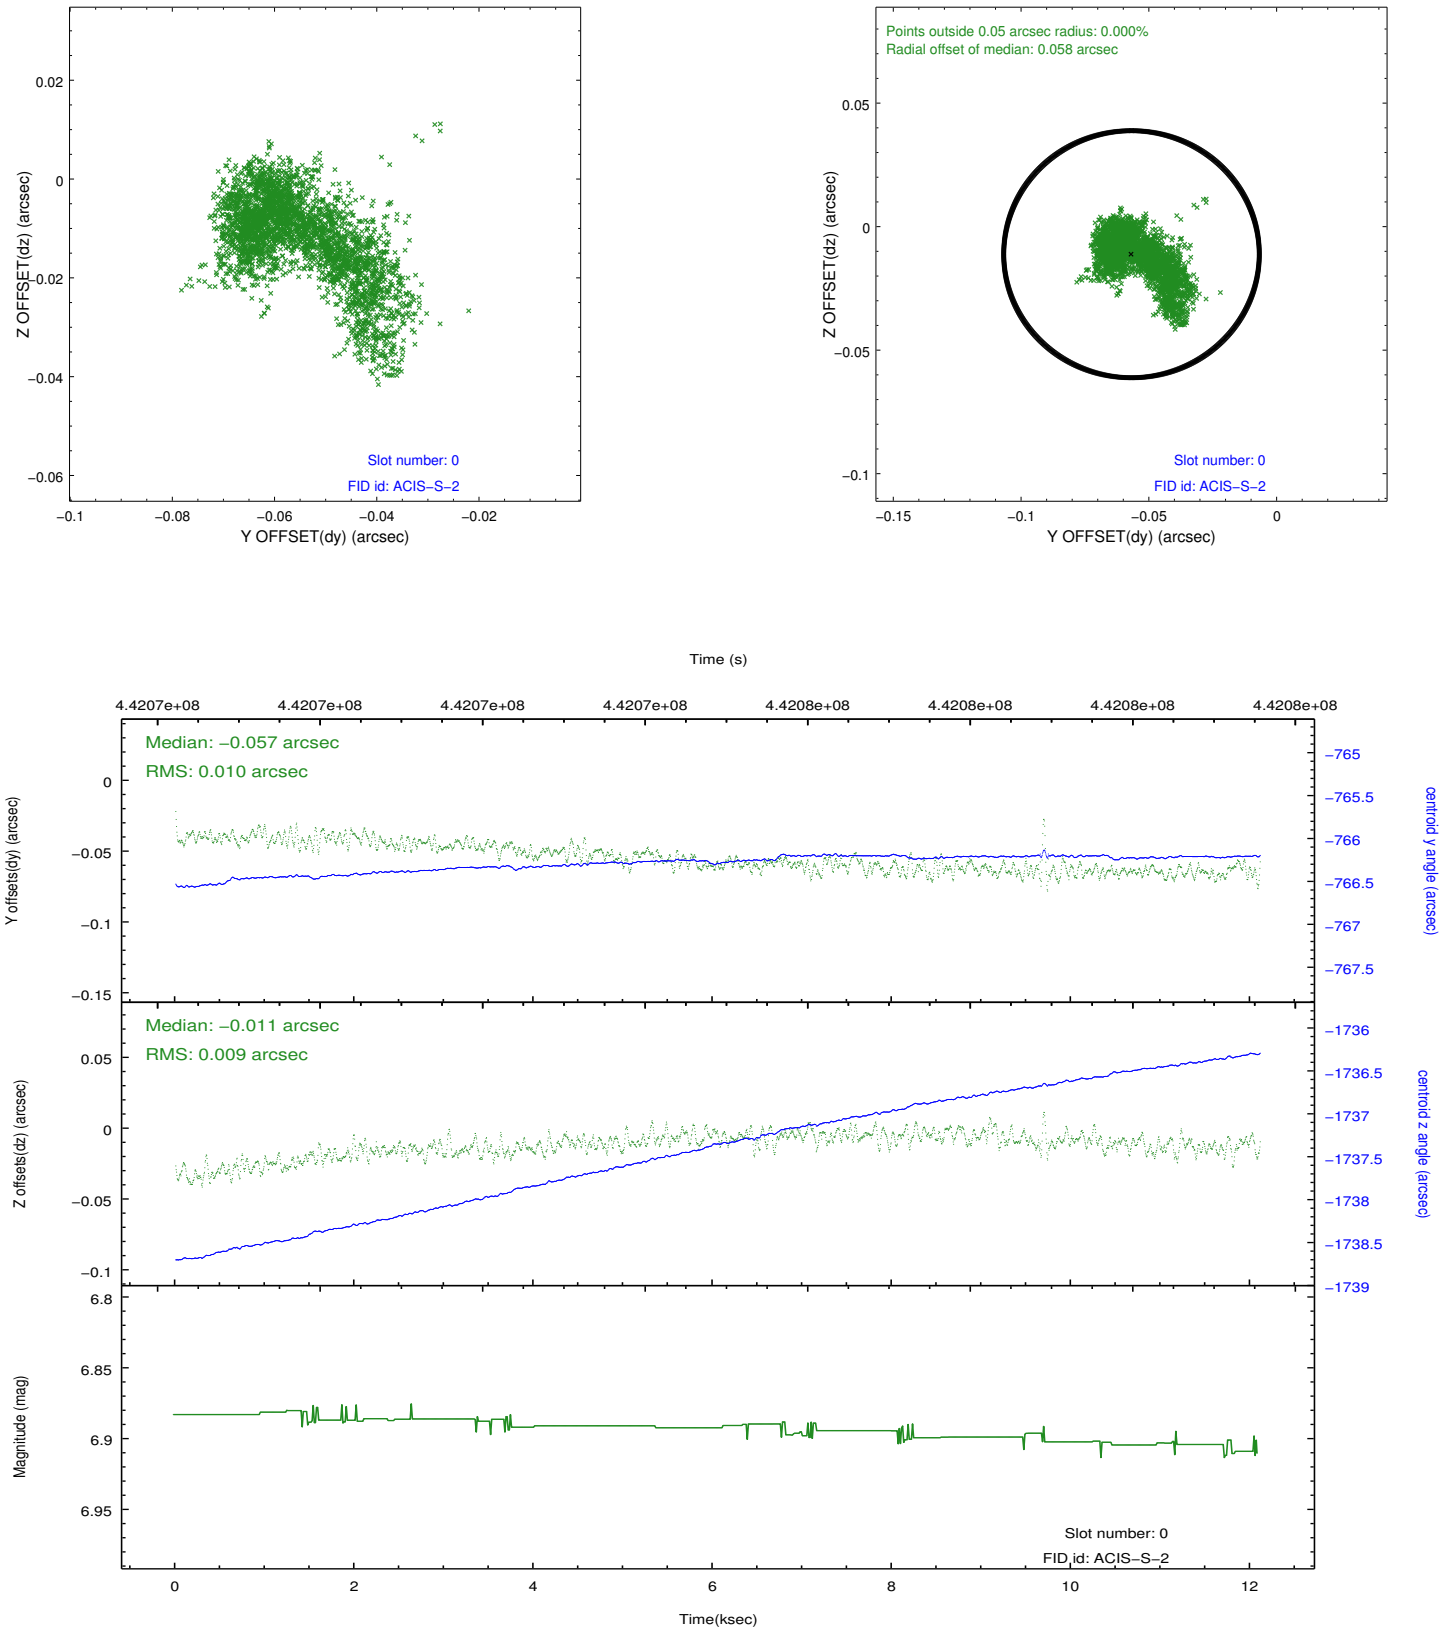 0.02
0
−0.02
−0.04
−0.06
Z OFFSET(dz) (arcsec)
Slot number: 0
FID id: ACIS−S−2
−0.1
−0.08
−0.06
−0.04
−0.02
Y OFFSET(dy) (arcsec)
Points outside 0.05 arcsec radius: 0.000%
Radial offset of median: 0.058 arcsec
0.05
0
−0.05
−0.1
Z OFFSET(dz) (arcsec)
Slot number: 0
FID id: ACIS−S−2
−0.15
−0.1
−0.05
0
Y OFFSET(dy) (arcsec)
Time (s)
4.4207e+08
4.4207e+08
4.4207e+08
4.4207e+08
4.4208e+08
4.4208e+08
4.4208e+08
4.4208e+08
Median: −0.057 arcsec
RMS: 0.010 arcsec
0
−0.05
−0.1
−0.15
Y offsets(dy) (arcsec)
−765
−765.5
−766
−766.5
−767
−767.5
centroid y angle (arcsec)
Median: −0.011 arcsec
RMS: 0.009 arcsec
0.05
0
−0.05
−0.1
Z offsets(dz) (arcsec)
−1736
−1736.5
−1737
−1737.5
−1738
−1738.5
−1739
centroid z angle (arcsec)
6.8
6.85
6.9
6.95
Magnitude (mag)
Slot number: 0
FID id: ACIS−S−2
0
2
4
6
8
10
12
Time(ksec)